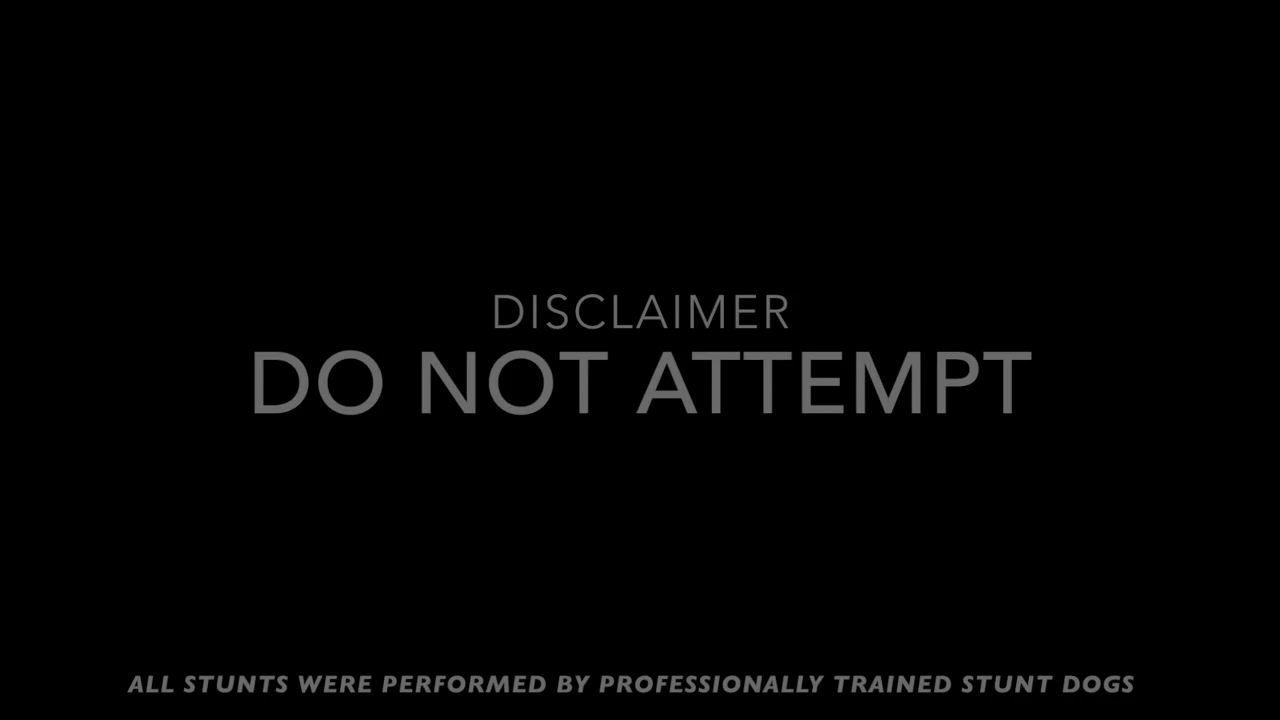 DISCLAIMER
DO NOT ATTEMPT
ALL STUNTS WERE PERFORMED BY PROFESSIONALLY TRAINED STUNT DOGS